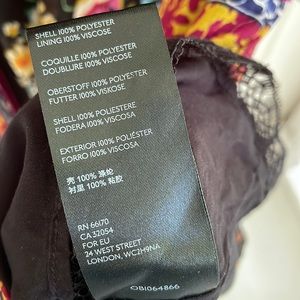 SHELL 100% POLYESTER
LINING 100% VISCOSE
COQUILLE 100% POLYESTER
DOUBLURE 100% VISCOSE
OBERSTOFF 100% POLYESTER
FUTTER 100% VISKOSE
SHELL 100% POLIESTERE
FODERA 100% VISCOSA
EXTERIOR 100% POLIÉSTER
FORRO 100% VISCOSA
壳 100% 涤纶
衬里 100% 粘胶
RN 66170
CA 32054
FOR EU
24 WEST STREET
LONDON, WC2H9NA
OBI064866